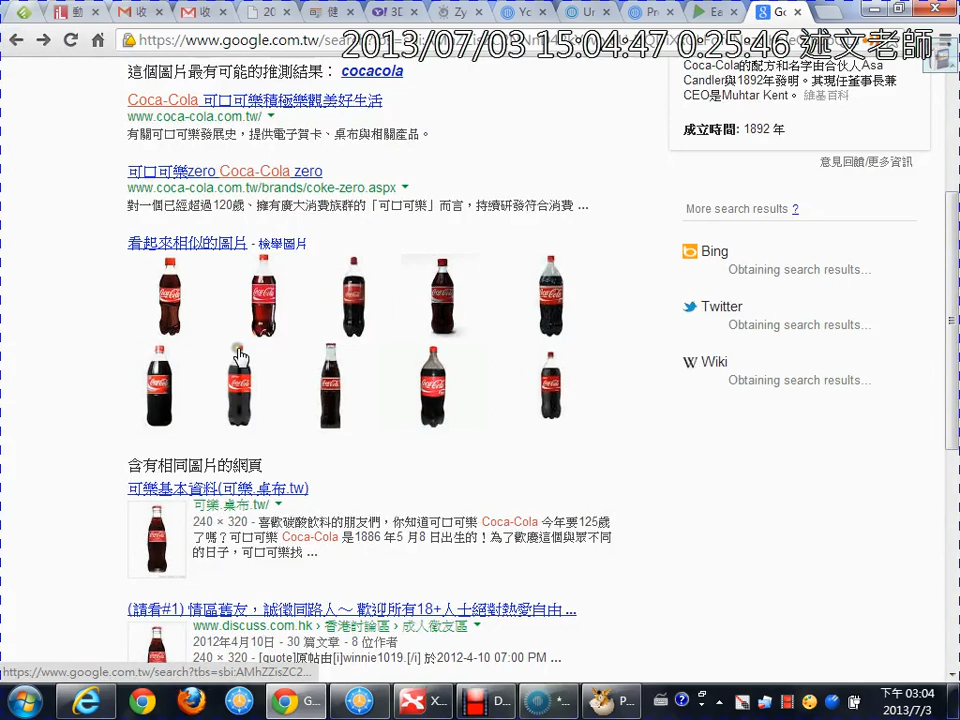 動
收
收
20
健
3D
Zy
Yc
Ur
Pr
Ea
Go
https://www.google.com.tw/sear
2013/07/03 15:04:47 0:25:46 述文老師
這個圖片最有可能的推測結果： cocacola
Coca-Cola 可口可樂積極樂觀美好生活
www.coca-cola.com.tw/
有關可口可樂發展史，提供電子賀卡、桌布與相關產品。
可口可樂zero Coca-Cola zero
www.coca-cola.com.tw/brands/coke-zero.aspx
對一個已經超過120歲、擁有廣大消費族群的「可口可樂」而言，持續研發符合消費 ...
看起來相似的圖片 - 檢舉圖片
含有相同圖片的網頁
可樂基本資料(可樂.桌布.tw)
可樂.桌布.tw/
240 × 320 - 喜歡碳酸飲料的朋友們，你知道可口可樂 Coca-Cola 今年要125歲
了嗎？可口可樂 Coca-Cola 是1886 年5 月8 日出生的！為了歡慶這個與眾不同
的日子，可口可樂找 ...
(請看#1) 情區舊友，誠徵同路人～ 歡迎所有18+人士絕對熱愛自由 ...
www.discuss.com.hk › 香港討論區 › 成人徵友區
2012年4月10日 - 30 篇文章 - 8 位作者
240 × 320 - [quote]原帖由[i]winnie1019.[/i] 於2012-4-10 07:00 PM ...
Coca-Cola的配方和名字由合伙人Asa
Candler與1892年發明。其現任董事長兼
CEO是Muhtar Kent。 維基百科
成立時間: 1892 年
意見回饋/更多資訊
More search results ?
Bing
Obtaining search results...
Twitter
Obtaining search results...
Wiki
Obtaining search results...
https://www.google.com.tw/search?tbs=sbi:AMhZZisZC2...
G...
X...
D...
P...
下午 03:04
2013/7/3